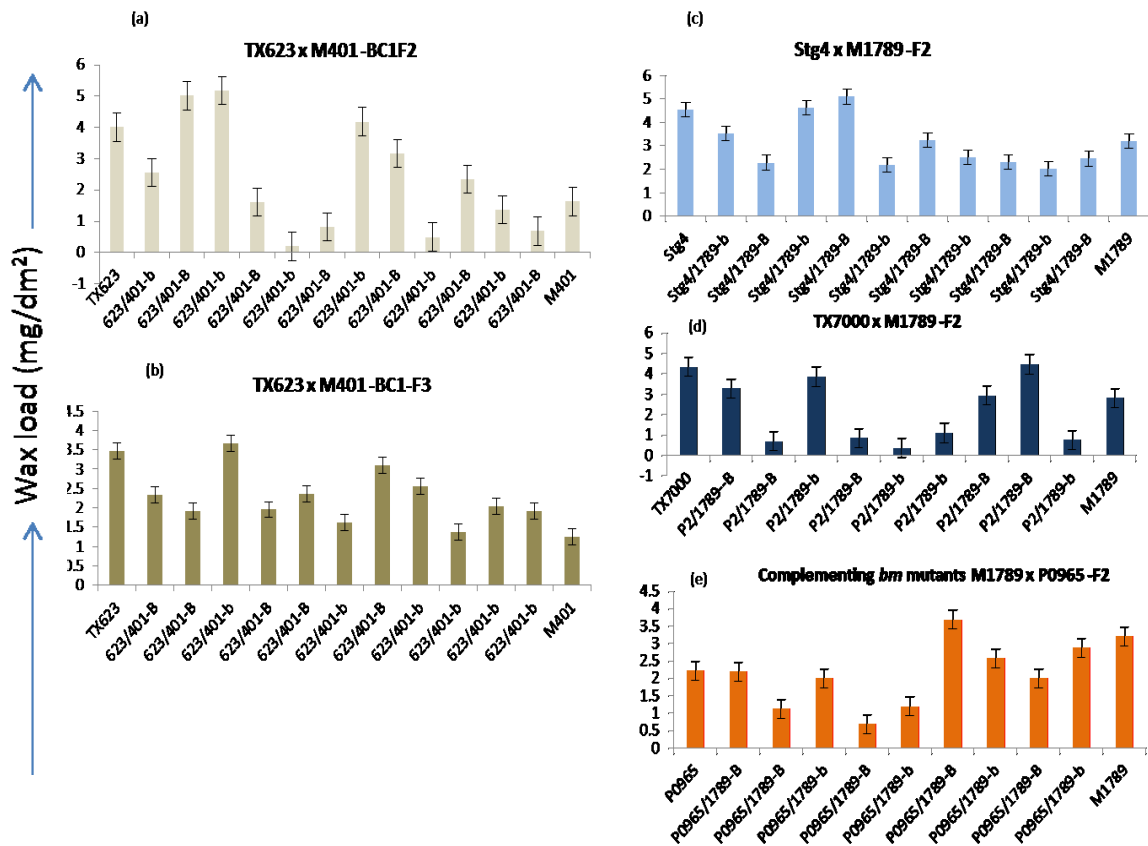 Wax load (mg/dm²)
(a)
TX623 x M401 -BC1F2
6
5
4
3
2
1
0
-1
TX623
623/401-b
623/401-B
623/401-b
623/401-B
623/401-b
623/401-B
623/401-b
623/401-B
623/401-b
623/401-B
623/401-b
623/401-B
M401
(b)
TX623 x M401 -BC1-F3
4
3.5
3
2.5
2
1.5
1
0.5
0
TX623
623/401-B
623/401-B
623/401-b
623/401-B
623/401-B
623/401-b
623/401-B
623/401-b
623/401-B
623/401-b
623/401-b
M401
(c)
Stg4 x M1789 -F2
6
5
4
3
2
1
0
Stg4
Stg4/1789-b
Stg4/1789-B
Stg4/1789-b
Stg4/1789-B
Stg4/1789-b
Stg4/1789-B
Stg4/1789-b
Stg4/1789-B
Stg4/1789-b
Stg4/1789-B
M1789
(d)
TX7000 x M1789 -F2
6
5
4
3
2
1
0
-1
TX7000
P2/1789--B
P2/1789-B
P2/1789-b
P2/1789-B
P2/1789-b
P2/1789-b
P2/1789-B
P2/1789-B
P2/1789-b
M1789
(e)
Complementing bm mutants M1789 x P0965 -F2
4.5
4
3.5
3
2.5
2
1.5
1
0.5
0
P0965
P0965/1789-B
P0965/1789-B
P0965/1789-b
P0965/1789-B
P0965/1789-b
P0965/1789-B
P0965/1789-b
P0965/1789-B
P0965/1789-b
M1789